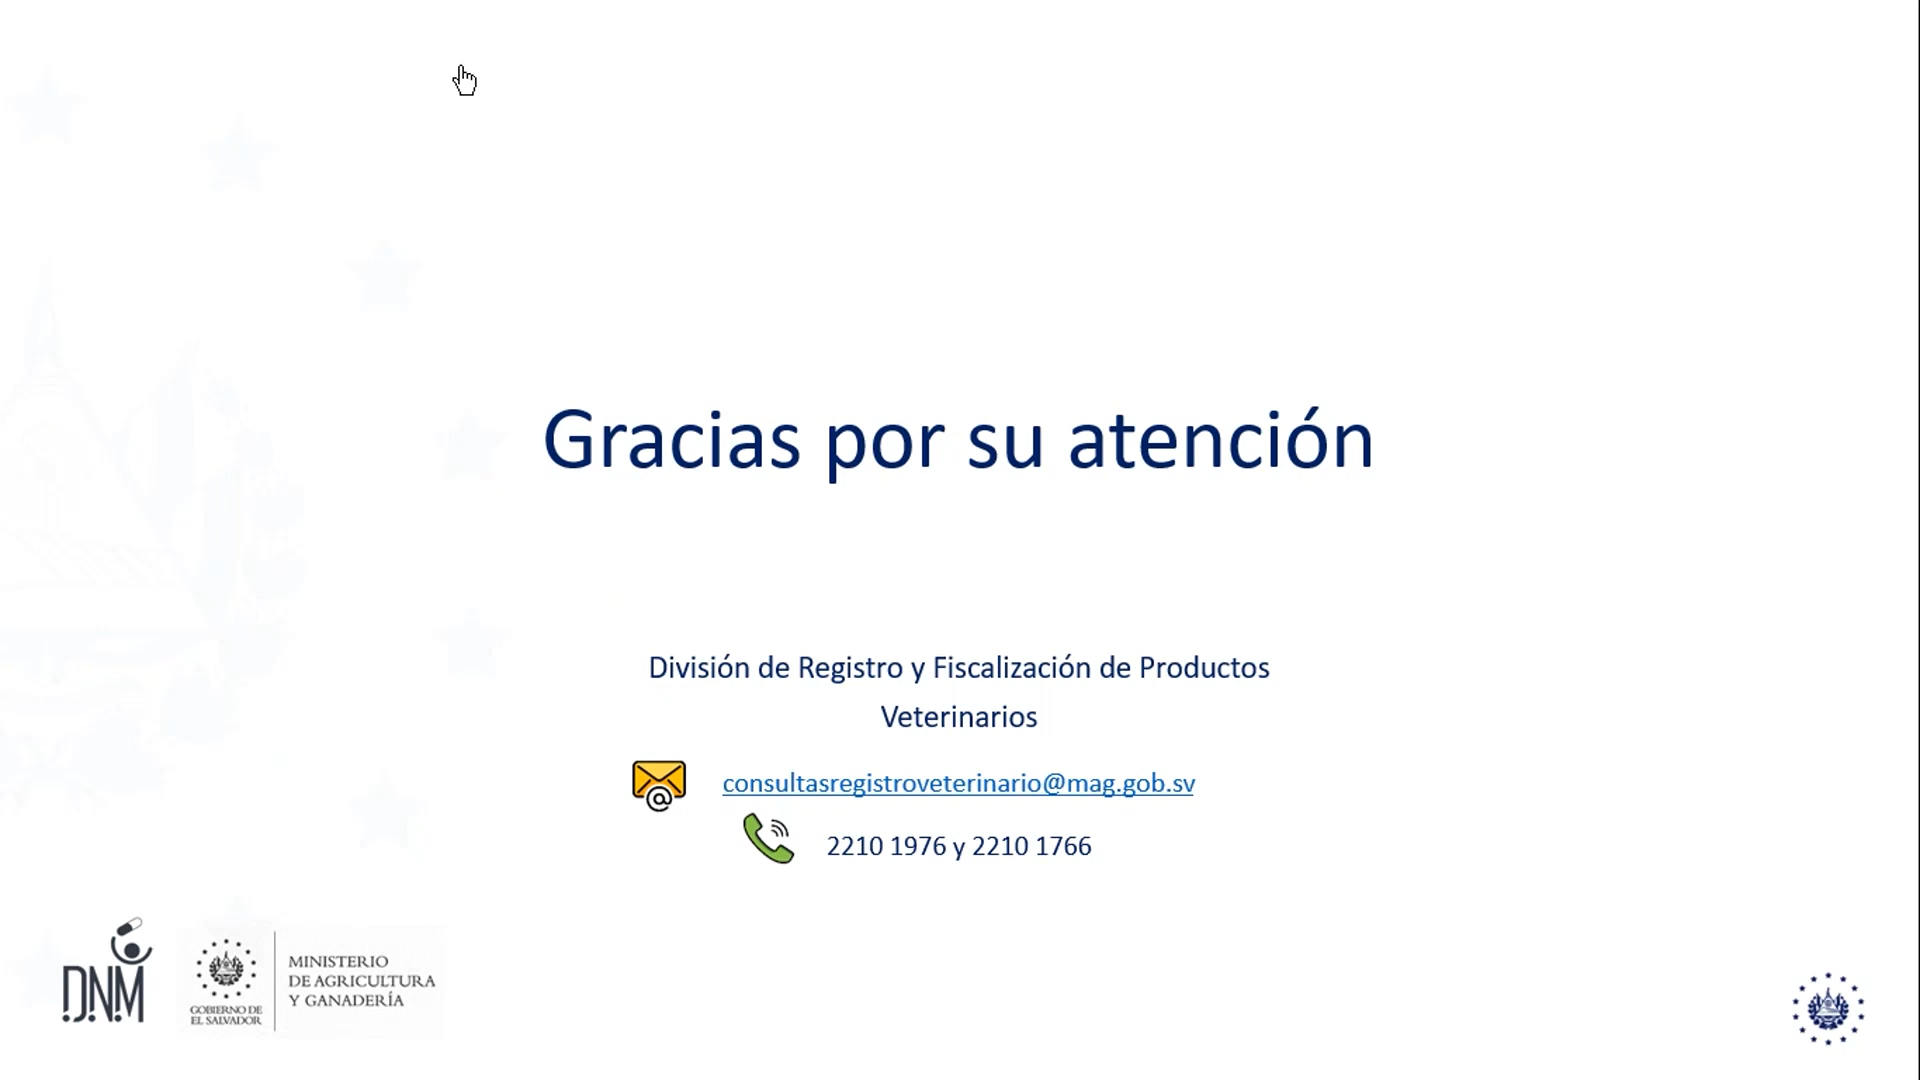 Gracias por su atención
División de Registro y Fiscalización de Productos
Veterinarios
consultasregistroveterinario@mag.gob.sv
2210 1976 y 2210 1766
D.N.M
GOBIERNO DE
EL SALVADOR
MINISTERIO
DE AGRICULTURA
Y GANADERÍA